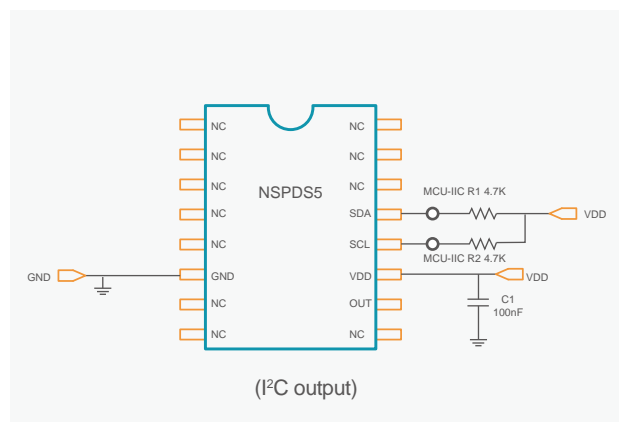 NC NC
NC NC
NC NC
NSPDS5
MCU-IIC R1 4.7K
NC SDA VDD
NC SCL
MCU-IIC R2 4.7K
GND GND VDD VDD
C1
100nF
NC OUT
NC NC
(I²C output)